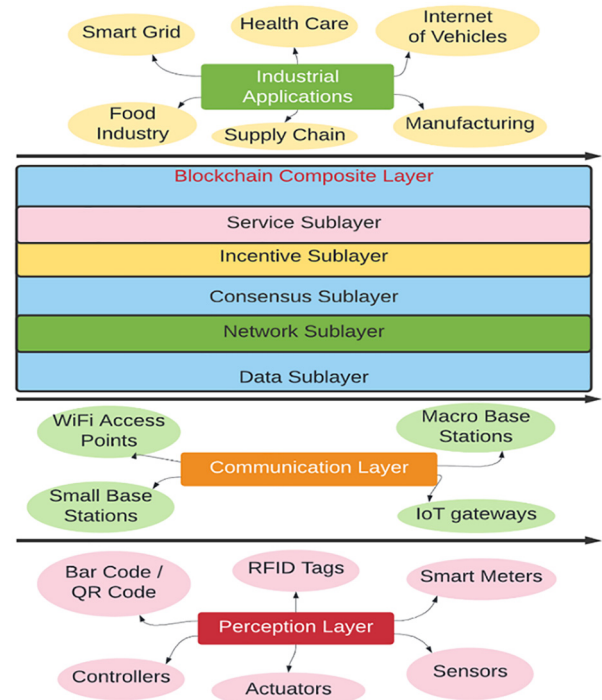 Smart Grid
Health Care
Internet
of Vehicles
Industrial
Applications
Food
Industry
Supply Chain
Manufacturing
Blockchain Composite Layer
Service Sublayer
Incentive Sublayer
Consensus Sublayer
Network Sublayer
Data Sublayer
WiFi Access
Points
Macro Base
Stations
Communication Layer
Small Base
Stations
IoT gateways
Bar Code /
QR Code
RFID Tags
Smart Meters
Perception Layer
Controllers
Actuators
Sensors